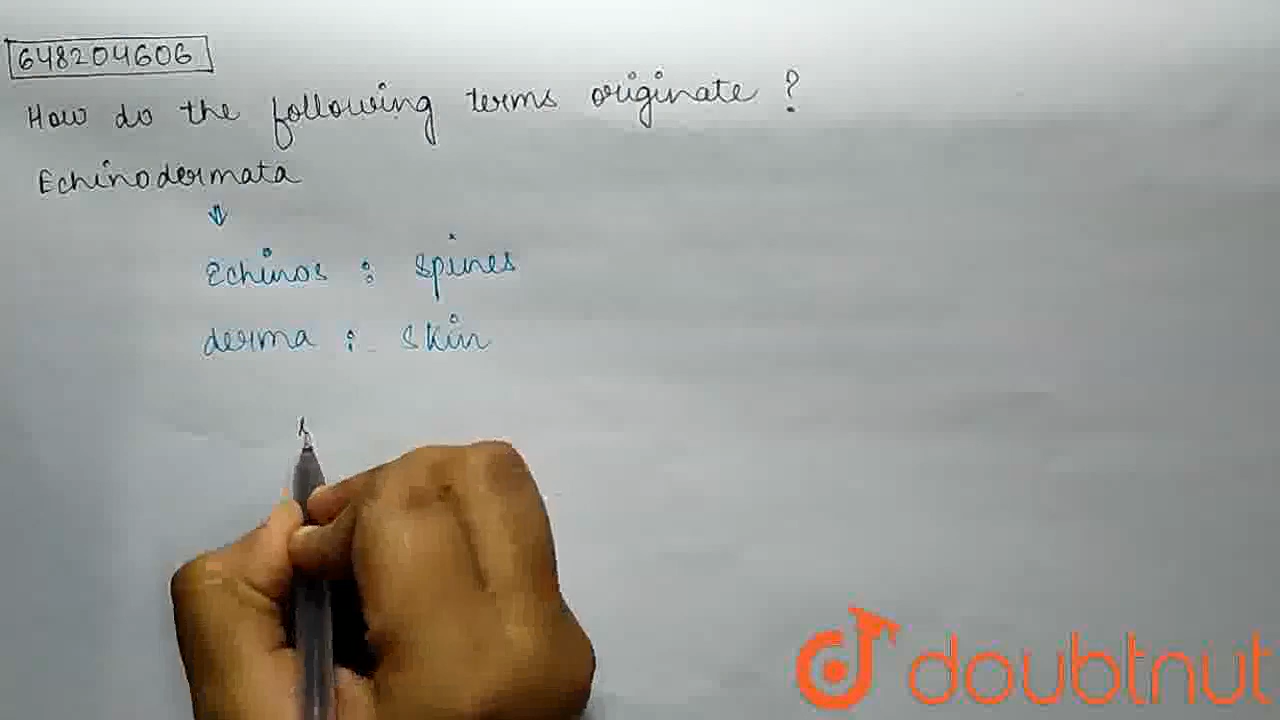 648204606
How do the following terms originate ?
Echinodermata
Echinos : spines
derma : skin
doubtnut